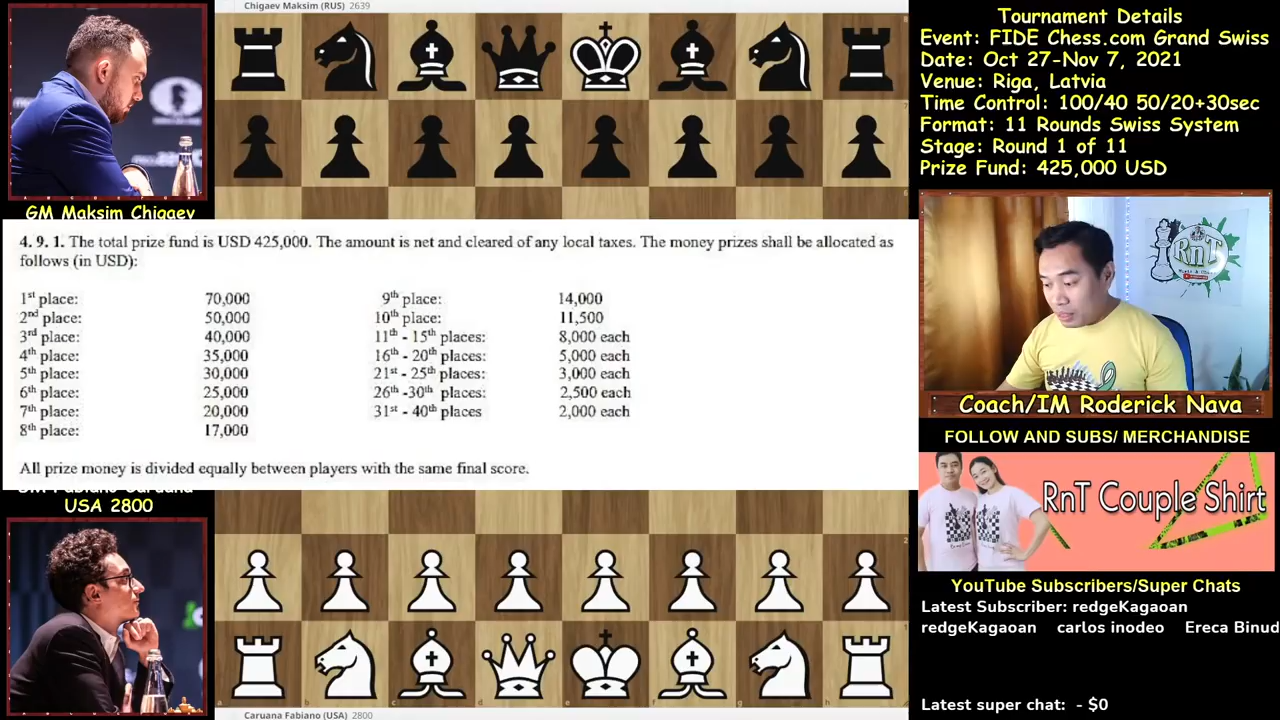 Chigaev Maksim (RUS) 2639
Tournament Details
Event: FIDE Chess.com Grand Swiss
Date: Oct 27-Nov 7, 2021
Venue: Riga, Latvia
Time Control: 100/40 50/20+30sec
Format: 11 Rounds Swiss System
Stage: Round 1 of 11
Prize Fund: 425,000 USD
GM Maksim Chigaev
4. 9. 1. The total prize fund is USD 425,000. The amount is net and cleared of any local taxes. The money prizes shall be allocated as
follows (in USD):
1st place: 70,000 9th place: 14,000
2nd place: 50,000 10th place: 11,500
3rd place: 40,000 11th - 15th places: 8,000 each
4th place: 35,000 16th - 20th places: 5,000 each
5th place: 30,000 21st - 25th places: 3,000 each
6th place: 25,000 26th -30th places: 2,500 each
7th place: 20,000 31st - 40th places 2,000 each
8th place: 17,000
All prize money is divided equally between players with the same final score.
RnT
Coach/IM Roderick Nava
FOLLOW AND SUBS/ MERCHANDISE
RnT Couple Shirt
GM Fabiano Caruana
USA 2800
YouTube Subscribers/Super Chats
Latest Subscriber: redgeKagaoan
redgeKagaoan carlos inodeo Ereca Binud
Latest super chat: - $0
Caruana Fabiano (USA) 2800